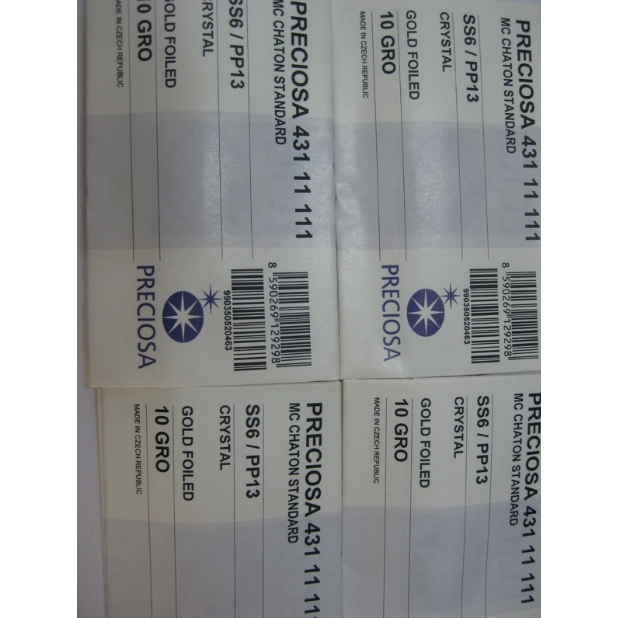 PRECIOSA 431 11 111
MC CHATON STANDARD
SS6 / PP13
CRYSTAL
GOLD FOILED
10 GRO
MADE IN CZECH REPUBLIC
8 590269 129298
990350520463
PRECIOSA
PRECIOSA 431 11 111
MC CHATON STANDARD
SS6 / PP13
CRYSTAL
GOLD FOILED
10 GRO
MADE IN CZECH REPUBLIC
8 590269 129298
990350520463
PRECIOSA
PRECIOSA 431 11 111
MC CHATON STANDARD
SS6 / PP13
CRYSTAL
GOLD FOILED
10 GRO
MADE IN CZECH REPUBLIC
PRECIOSA 431 11 111
MC CHATON STANDARD
SS6 / PP13
CRYSTAL
GOLD FOILED
10 GRO
MADE IN CZECH REPUBLIC